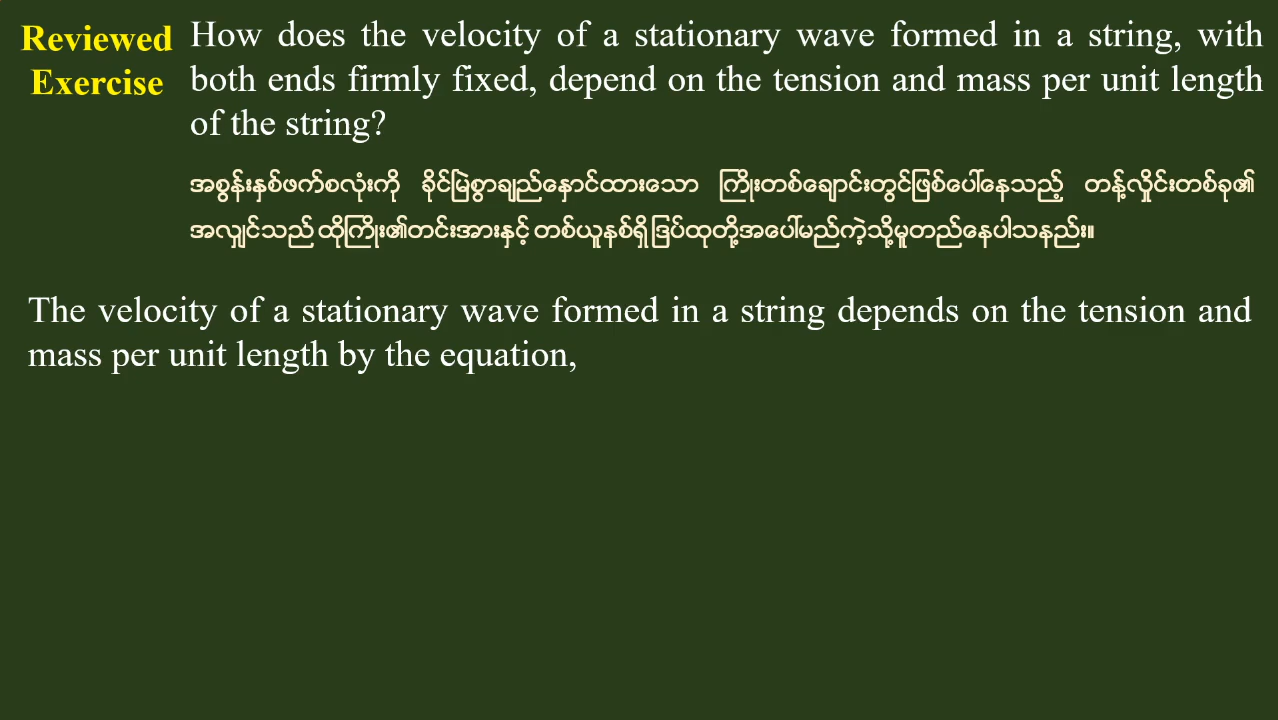 Reviewed
Exercise
How does the velocity of a stationary wave formed in a string, with
both ends firmly fixed, depend on the tension and mass per unit length
of the string?
အစွန်းနှစ်ဖက်စလုံးကို ခိုင်မြဲစွာချည်နှောင်ထားသော ကြိုးတစ်ချောင်းတွင်ဖြစ်ပေါ်နေသည့် တန့်လှိုင်းတစ်ခု၏
အလျှင်သည် ထိုကြိုး၏တင်းအားနှင့် တစ်ယူနစ်ရှိဒြပ်ထုတို့အပေါ်မည်ကဲ့သို့မူတည်နေပါသနည်း။
The velocity of a stationary wave formed in a string depends on the tension and
mass per unit length by the equation,